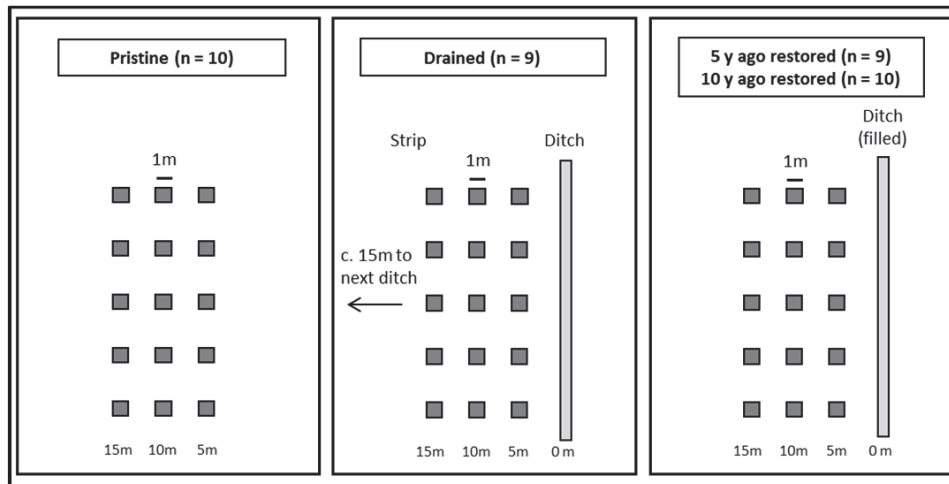 Pristine (n = 10)
1m
15m 10m 5m
Drained (n = 9)
Strip
Ditch
1m
c. 15m to
next ditch
15m 10m 5m 0 m
5 y ago restored (n = 9)
10 y ago restored (n = 10)
Ditch
(filled)
1m
15m 10m 5m 0 m